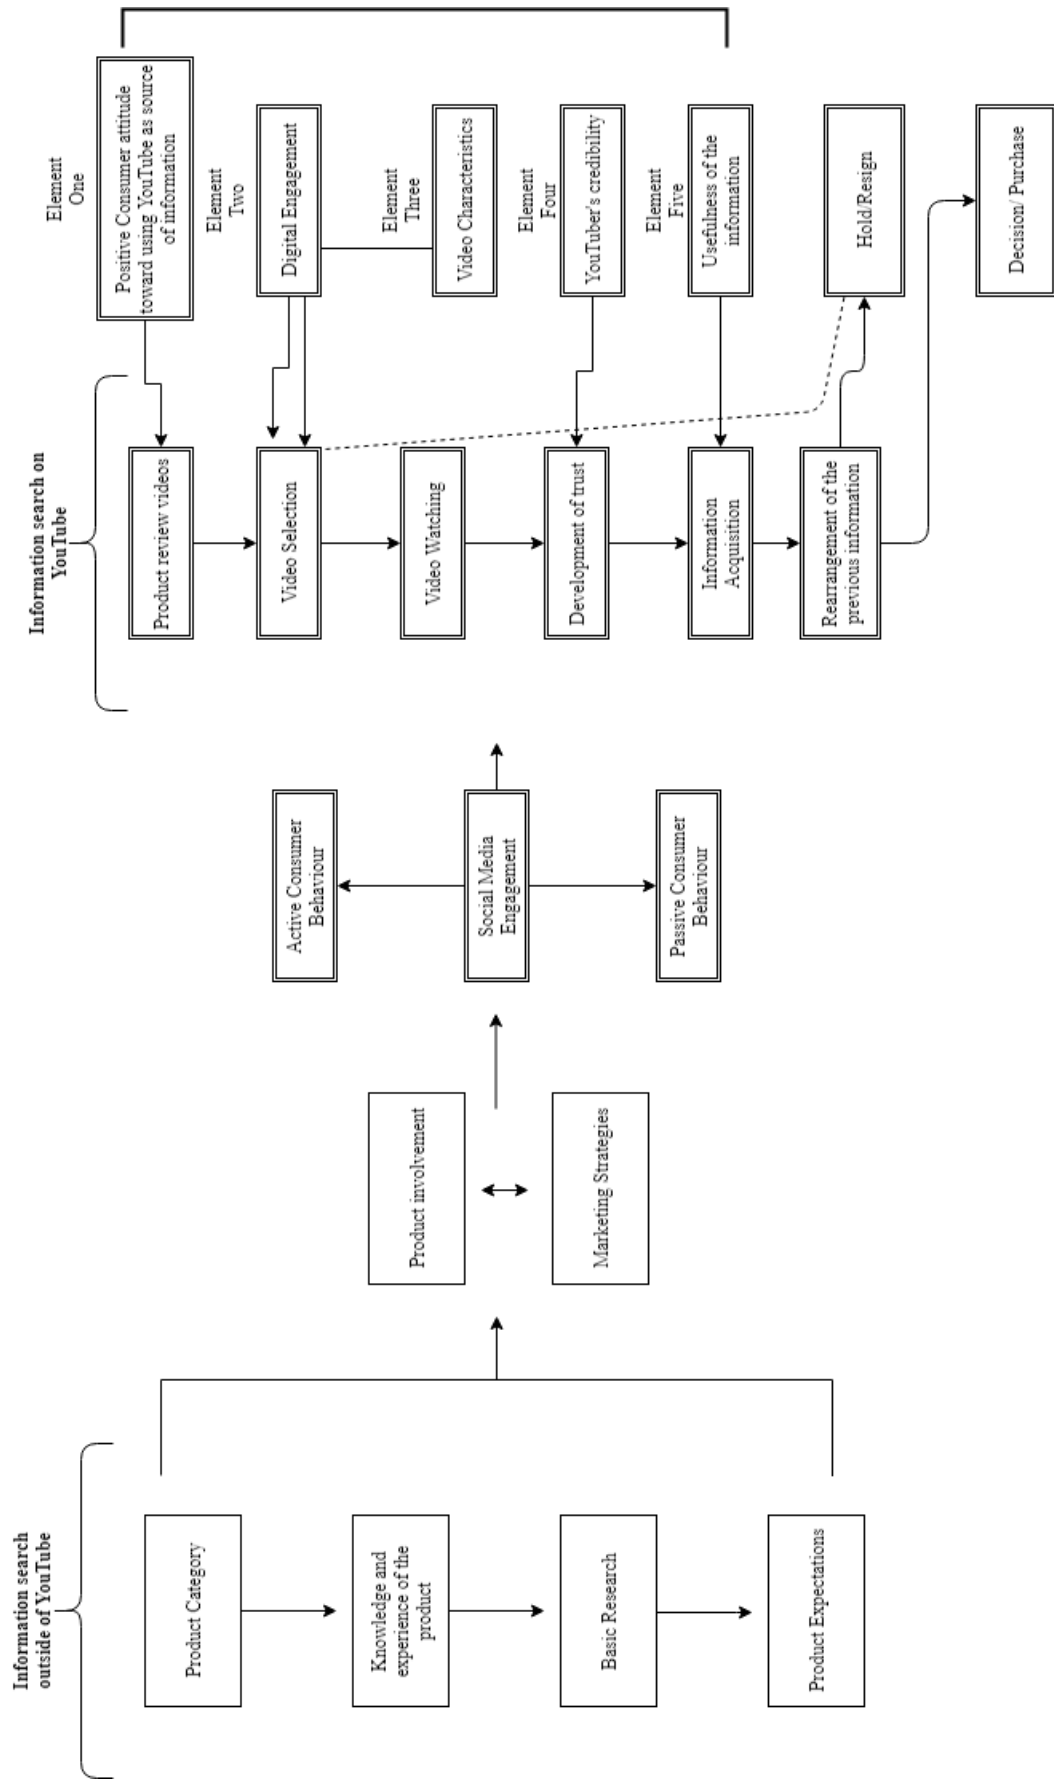 Information search
outside of YouTube
Product Category
Knowledge and
experience of the
product
Basic Research
Product Expectations
Product involvement
Marketing Strategies
Active Consumer
Behaviour
Social Media
Engagement
Passive Consumer
Behaviour
Information search on
YouTube
Product review videos
Video Selection
Video Watching
Development of trust
Information
Acquisition
Rearrangement of the
previous information
Element
One
Positive Consumer attitude
toward using YouTube as source
of information
Element
Two
Digital Engagement
Element
Three
Video Characteristics
Element
Four
YouTuber's credibility
Element
Five
Usefulness of the
information
Hold/Resign
Decision/ Purchase